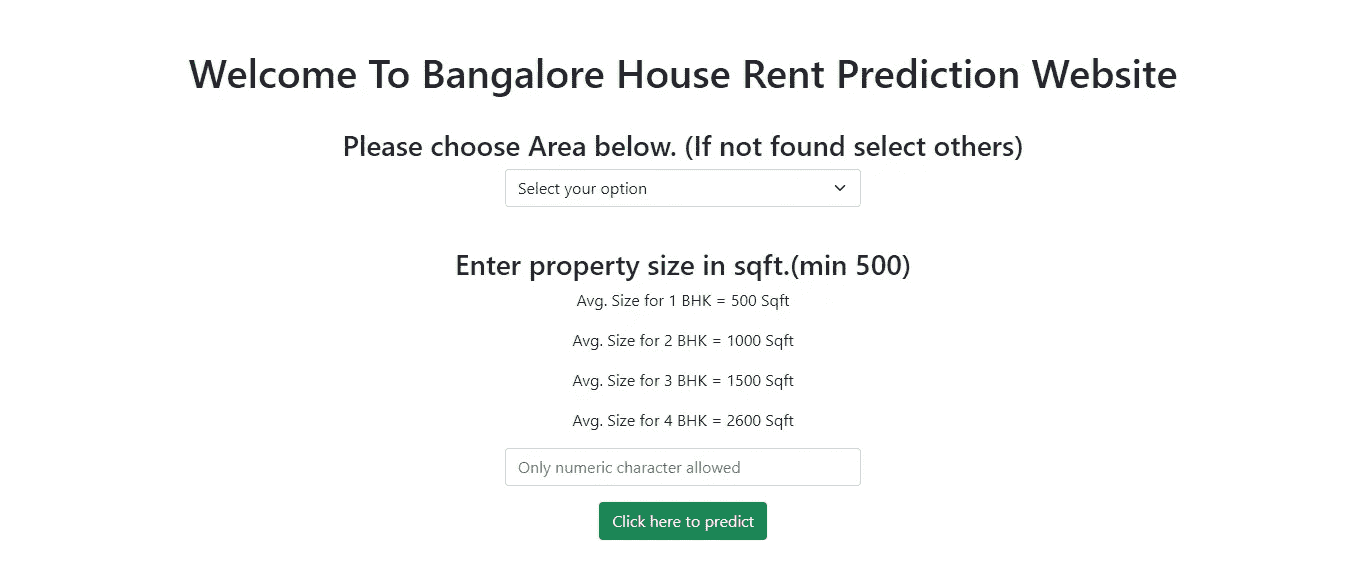 Welcome To Bangalore House Rent Prediction Website
Please choose Area below. (If not found select others)
Select your option
Enter property size in sqft.(min 500)
Avg. Size for 1 BHK = 500 Sqft
Avg. Size for 2 BHK = 1000 Sqft
Avg. Size for 3 BHK = 1500 Sqft
Avg. Size for 4 BHK = 2600 Sqft
Only numeric character allowed
Click here to predict